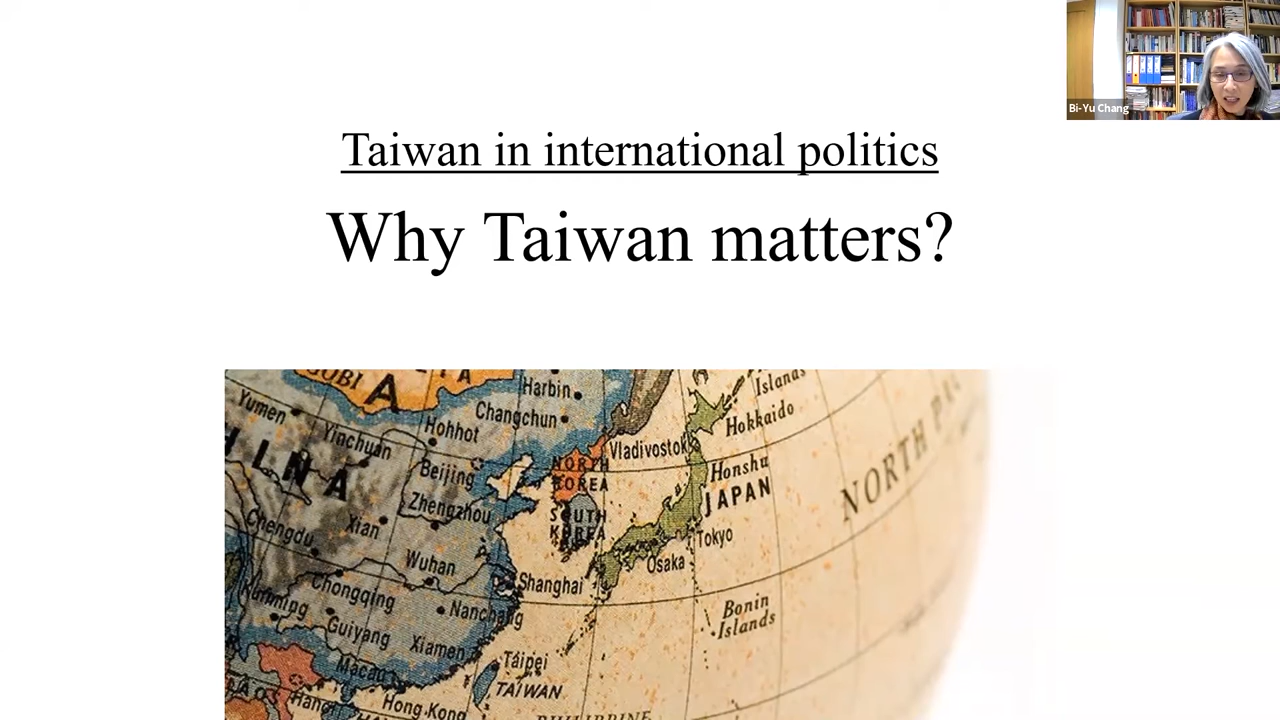 Bi-Yu Chang
Taiwan in international politics
Why Taiwan matters?
Harbin
Islands
Yumen
Changchun
Hokkaido
Hohhot
Yinchuan
Vladivostok
NORTH P
Beijing
NORTH
KOREA
Honshu
JAPAN
Zhengzhou
SOUTH
KOREA
Chengdu
Xian
Tokyo
Wuhan
Osaka
Shanghai
Chongqing
Kunming
Nanchang
Bonin
Islands
Guiyang
Xiamen
Macau
Taipei
TAIWAN
Hong Kong
PHILIPPINE